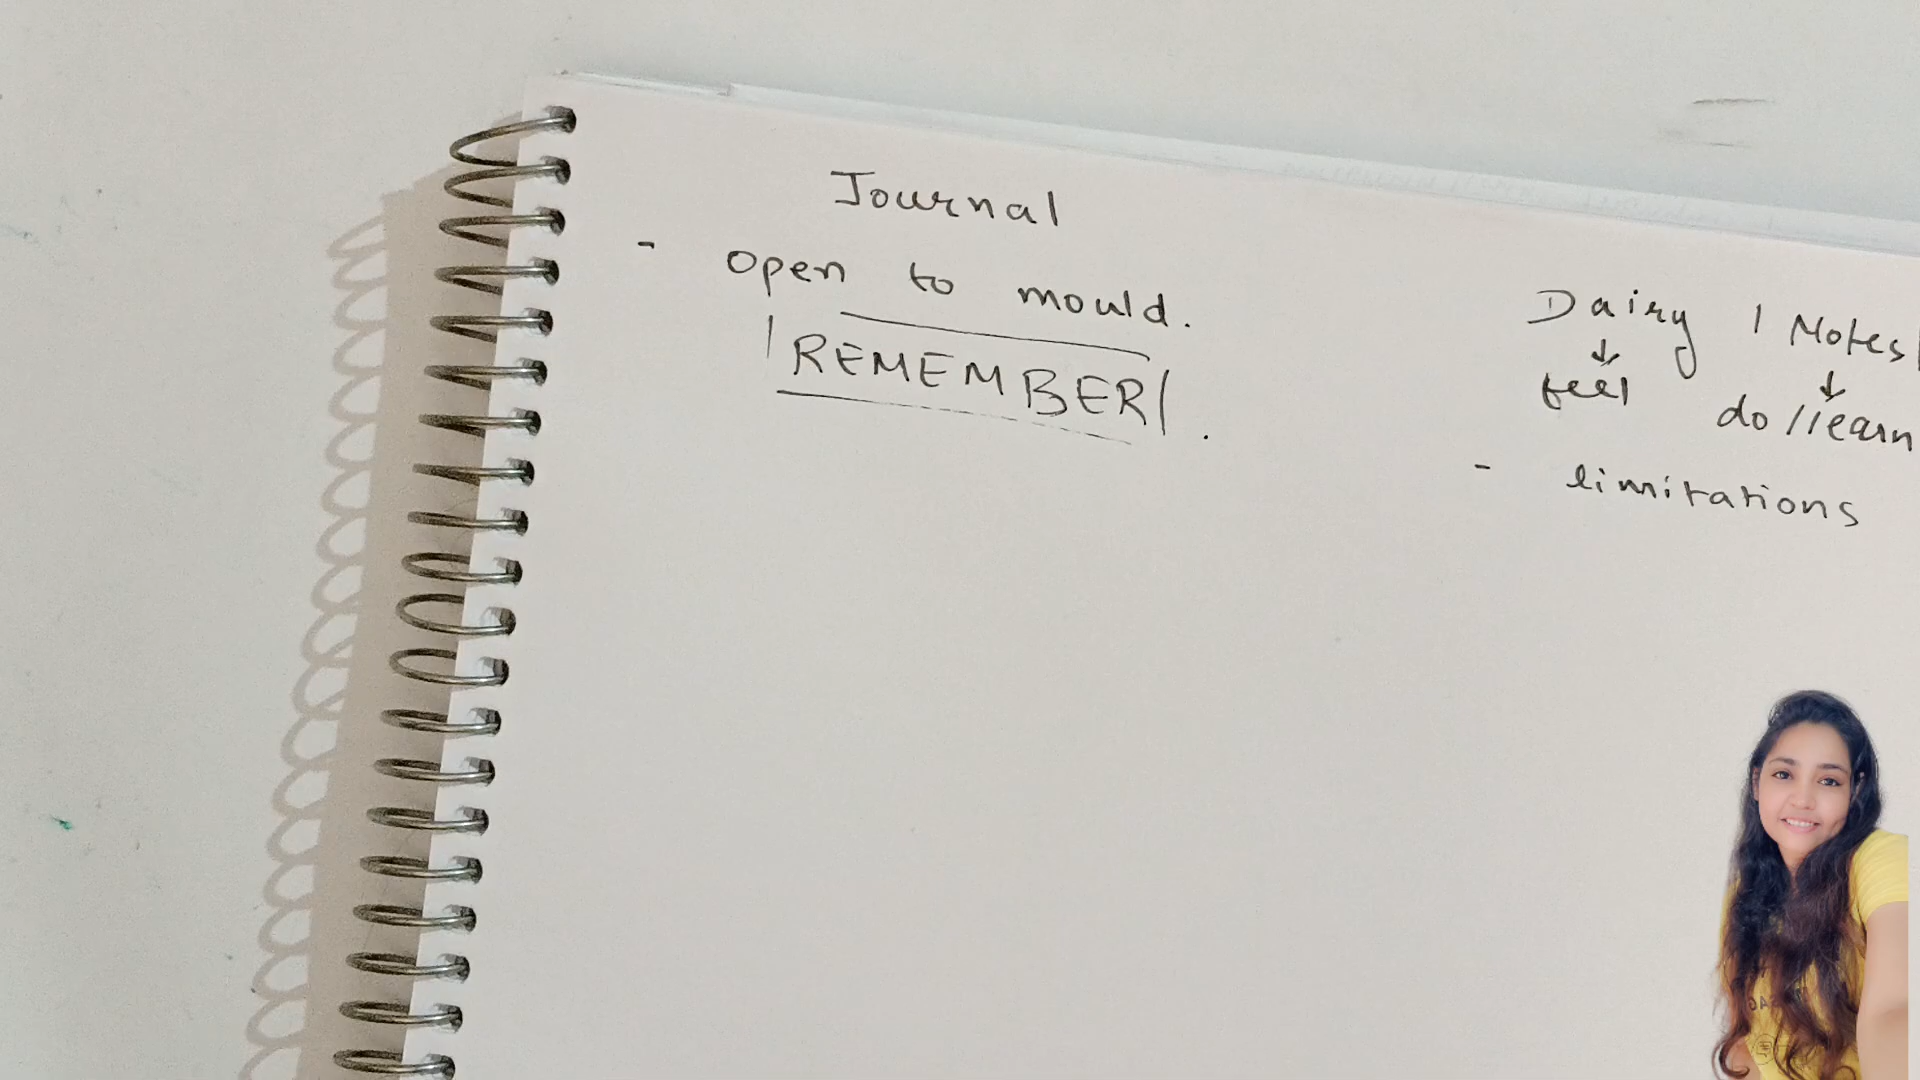 Journal
- open to mould.
REMEMBER.
Dairy / Notes
↓ ↓
feel do//learn
- limitations